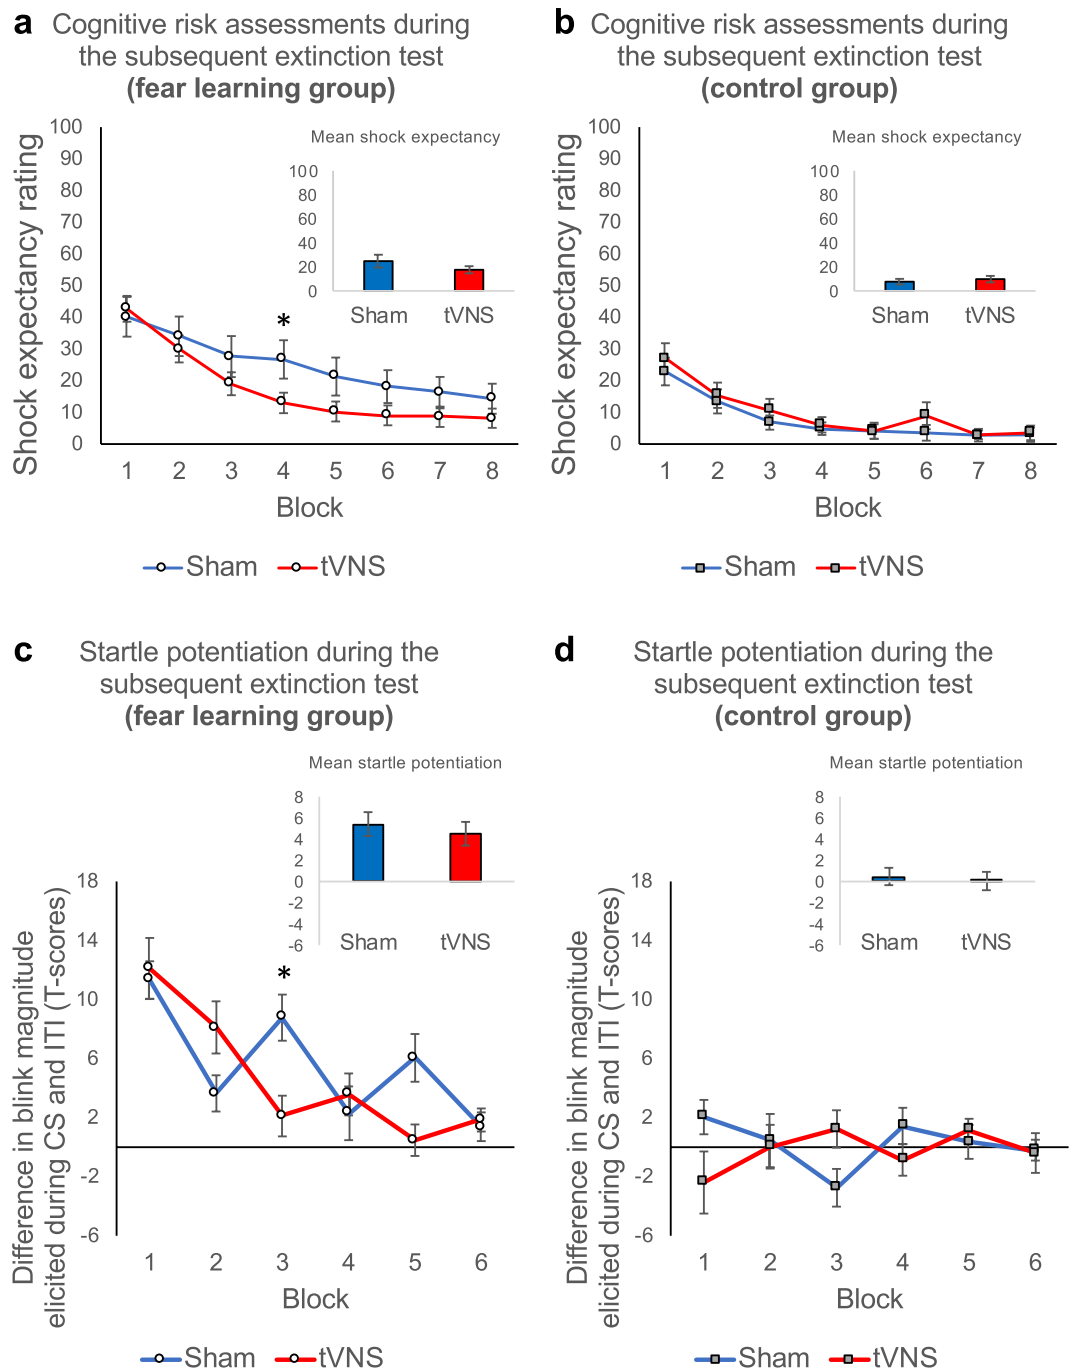 a Cognitive risk assessments during
the subsequent extinction test
(fear learning group)
Shock expectancy rating
100
90
80
70
60
50
40
30
20
10
0
Mean shock expectancy
100
80
60
40
20
0
Sham tVNS
*
1 2 3 4 5 6 7 8
Block
Sham tVNS
b Cognitive risk assessments during
the subsequent extinction test
(control group)
Shock expectancy rating
100
90
80
70
60
50
40
30
20
10
0
Mean shock expectancy
100
80
60
40
20
0
Sham tVNS
1 2 3 4 5 6 7 8
Block
Sham tVNS
c Startle potentiation during the
subsequent extinction test
(fear learning group)
Mean startle potentiation
8
6
4
2
0
-2
-4
-6
Sham tVNS
Difference in blink magnitude
elicited during CS and ITI (T-scores)
18
14
10
6
2
-2
-6
*
1 2 3 4 5 6
Block
Sham tVNS
d Startle potentiation during the
subsequent extinction test
(control group)
Mean startle potentiation
8
6
4
2
0
-2
-4
-6
Sham tVNS
Difference in blink magnitude
elicited during CS and ITI (T-scores)
18
14
10
6
2
-2
-6
1 2 3 4 5 6
Block
Sham tVNS